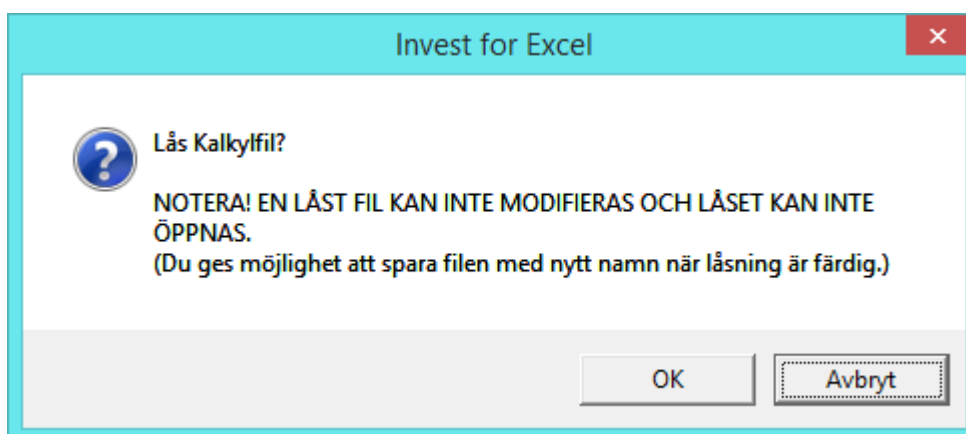 Invest for Excel
Lås Kalkylfil?
NOTERA! EN LÅST FIL KAN INTE MODIFIERAS OCH LÅSET KAN INTE
ÖPPNAS.
(Du ges möjlighet att spara filen med nytt namn när låsning är färdig.)
OK
Avbryt